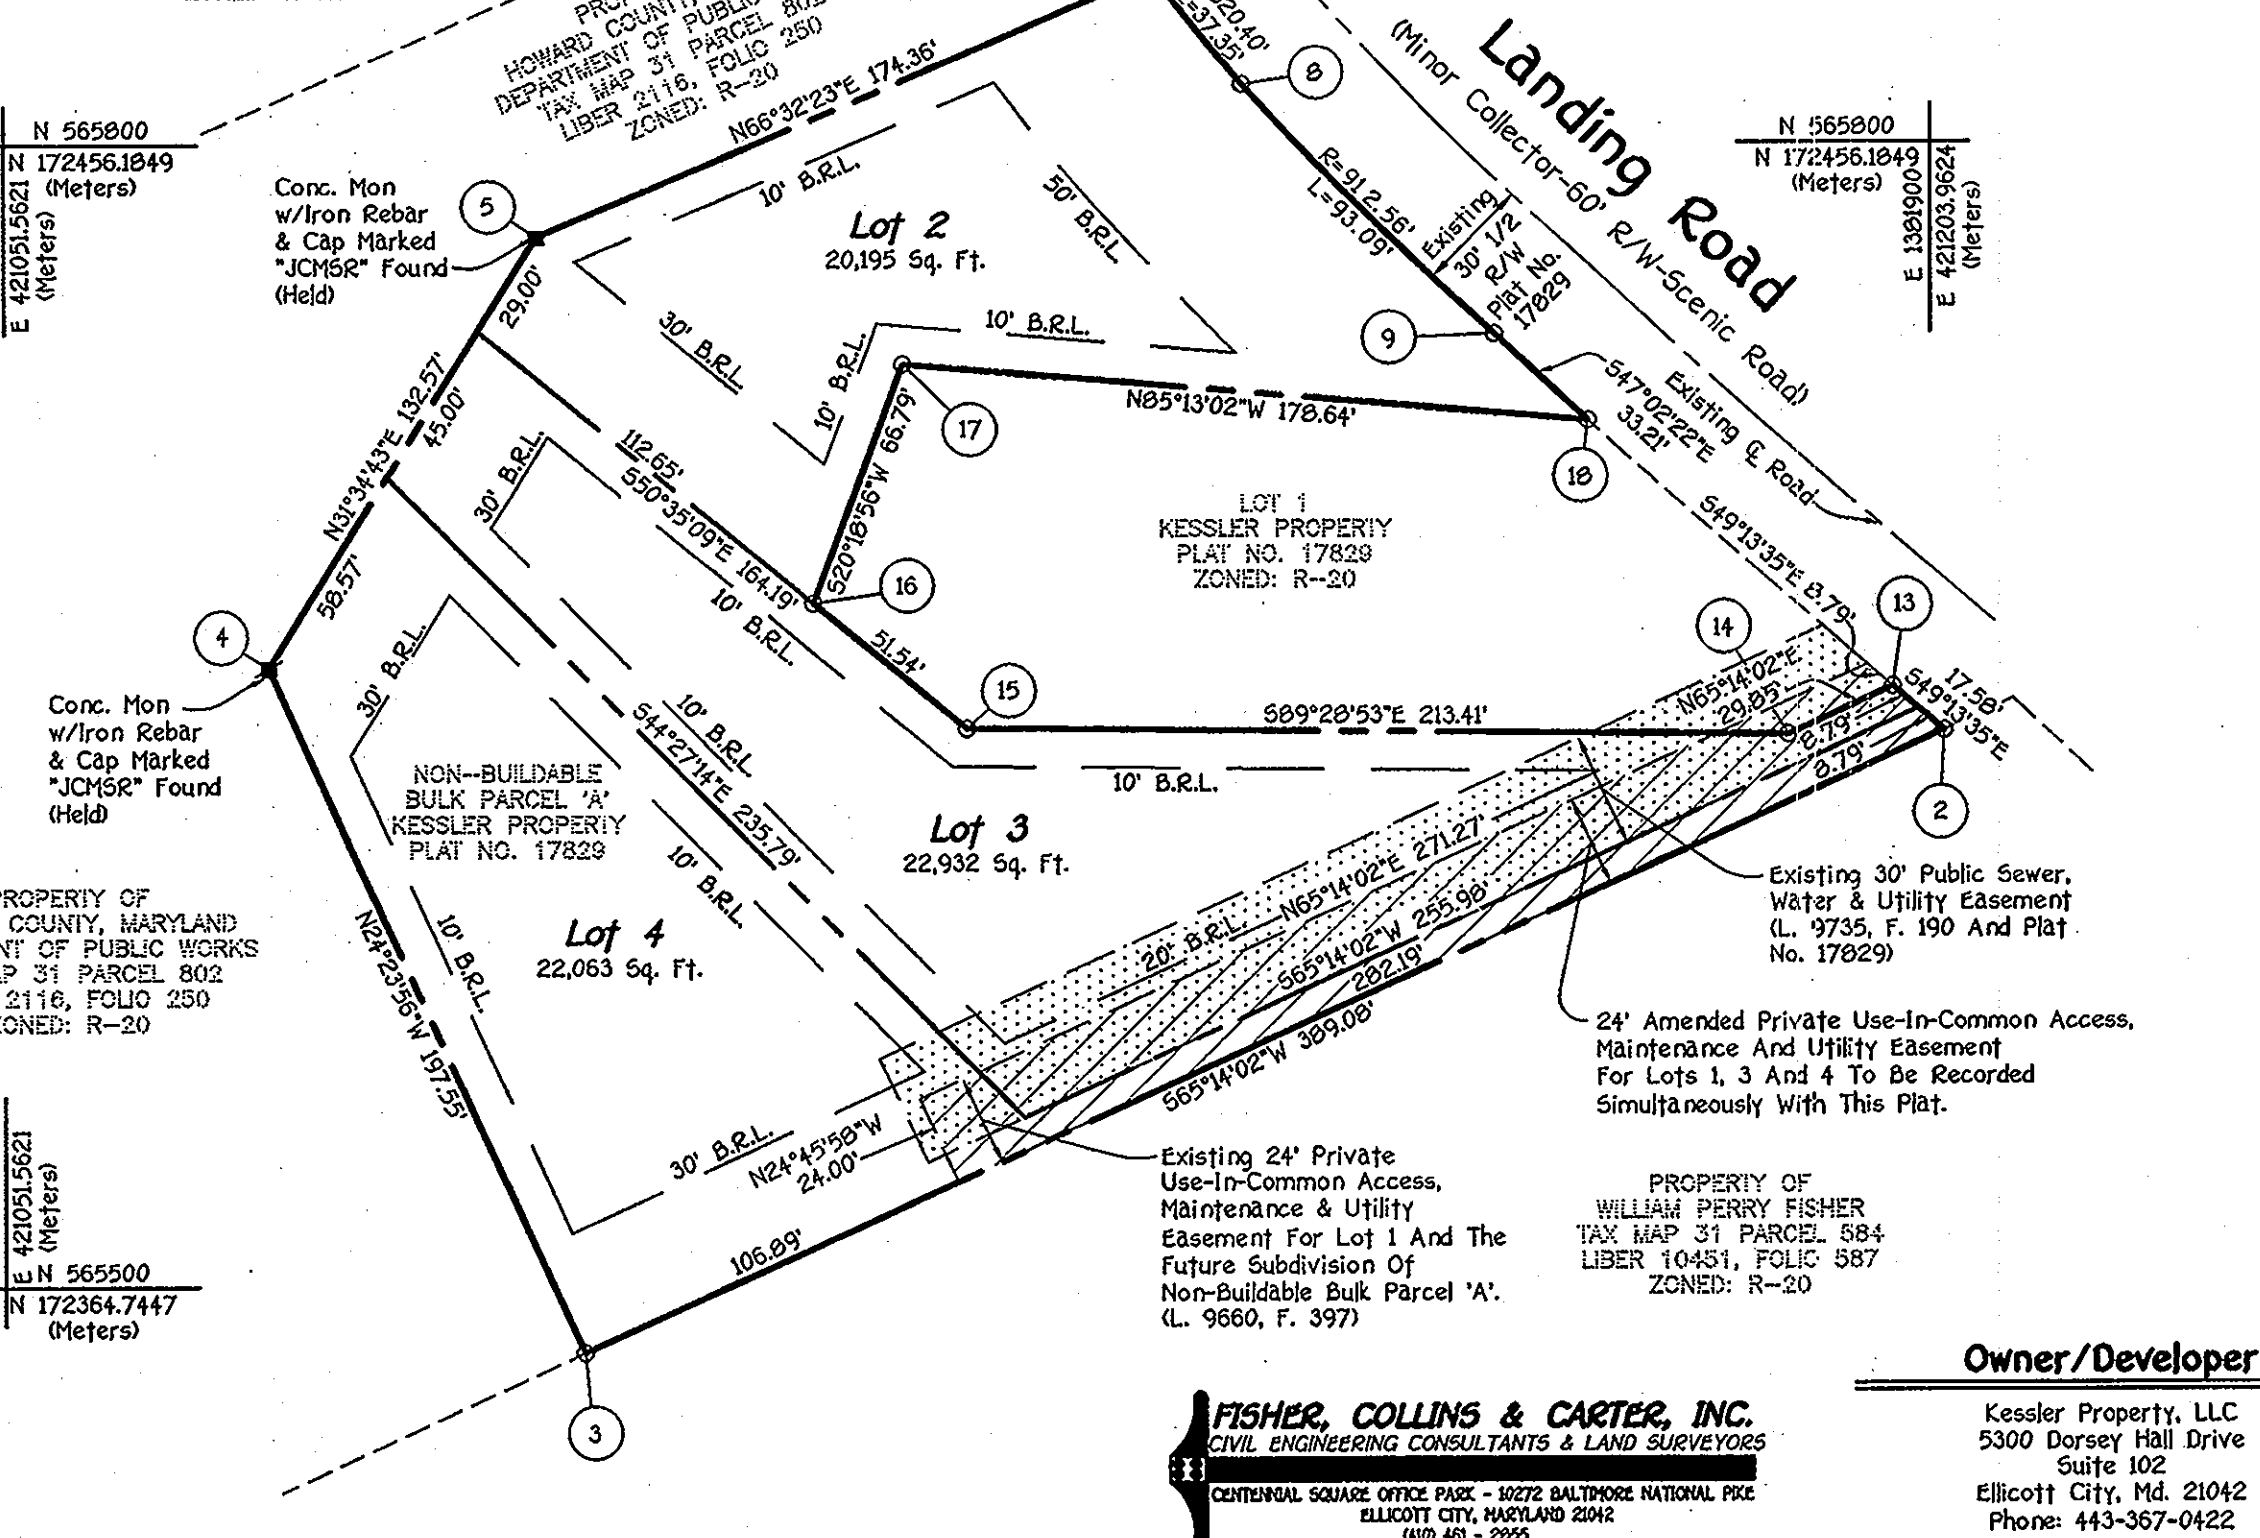 HOWARD COUNTY,
DEPARTMENT OF PUBLIC
TAX MAP 31 PARCEL 802
LIBER 2116, FOLIO 250
ZONED: R-20
N 565800
N 172456.1849
(Meters)
E 421051.5621
(Meters)
Conc. Mon
w/Iron Rebar
& Cap Marked
"JCMSR" Found
(Held)
5
N66°32'23"E 174.36'
10' B.R.L.
Lot 2
20,195 Sq. Ft.
50' B.R.L.
L=37.35'
8
Landing Road
(Minor Collector-60' R/W-Scenic Road)
R=912.56'
L=93.09'
Existing
30' 1/2
R/W
Plat No.
17829
N 565800
N 172456.1849
(Meters)
E 1381900
E 421203.9624
(Meters)
29.00'
30' B.R.L.
10' B.R.L.
10' B.R.L.
9
S47°02'22"E
33.21'
Existing ℄ Road
N85°13'02"W 178.64'
17
18
N31°34'43"E 132.57'
45.00'
58.57'
30' B.R.L.
112.65'
S50°35'09"E 164.19'
S20°18'56"W 66.79'
16
10' B.R.L.
51.54'
LOT 1
KESSLER PROPERTY
PLAT NO. 17829
ZONED: R-20
S49°13'35"E 8.79'
13
14
N65°14'02"E
29.85'
17.58'
S49°13'35"E
8.79'
8.79'
2
4
Conc. Mon
w/Iron Rebar
& Cap Marked
"JCMSR" Found
(Held)
30' B.R.L.
15
S89°28'53"E 213.41'
10' B.R.L.
10' B.R.L.
S44°27'14"E 235.79'
10' B.R.L.
NON-BUILDABLE
BULK PARCEL 'A'
KESSLER PROPERTY
PLAT NO. 17829
Lot 3
22,932 Sq. Ft.
PROPERTY OF
COUNTY, MARYLAND
NT OF PUBLIC WORKS
P 31 PARCEL 802
2116, FOLIO 250
ZONED: R-20
N24°23'56"W 197.55'
10' B.R.L.
Lot 4
22,063 Sq. Ft.
20' B.R.L.
N65°14'02"E 271.27'
S65°14'02"W 255.98'
282.19'
S65°14'02"W 389.08'
Existing 30' Public Sewer,
Water & Utility Easement
(L. 9735, F. 190 And Plat
No. 17829)
24' Amended Private Use-In-Common Access,
Maintenance And Utility Easement
For Lots 1, 3 And 4 To Be Recorded
Simultaneously With This Plat.
30' B.R.L.
N24°45'58"W
24.00'
Existing 24' Private
Use-In-Common Access,
Maintenance & Utility
Easement For Lot 1 And The
Future Subdivision Of
Non-Buildable Bulk Parcel 'A'.
(L. 9660, F. 397)
PROPERTY OF
WILLIAM PERRY FISHER
TAX MAP 31 PARCEL 584
LIBER 10451, FOLIO 587
ZONED: R-20
E 421051.5621
(Meters)
N 565500
N 172364.7447
(Meters)
106.89'
3
FISHER, COLLINS & CARTER, INC.
CIVIL ENGINEERING CONSULTANTS & LAND SURVEYORS
CENTENNIAL SQUARE OFFICE PARK - 10272 BALTIMORE NATIONAL PIKE
ELLICOTT CITY, MARYLAND 21042
(410) 461 - 2855
Owner/Developer
Kessler Property, LLC
5300 Dorsey Hall Drive
Suite 102
Ellicott City, Md. 21042
Phone: 443-367-0422